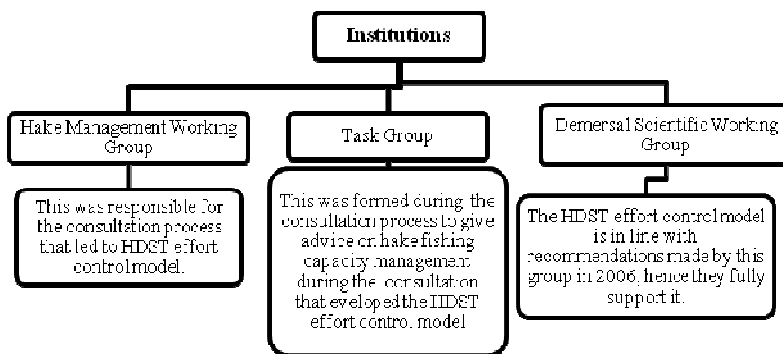 Institutions
Hake Management Working
Group
Task Group
Demersal Scientific Working
Group
This was responsible for
the consultation process
that led to HDST effort
control model.
This was formed during the
consultation process to give
advice on hake fishing
capacity management
during the consultation
that eveloped the HDST
effort control model
The HDST effort control model
is in line with
recommendations made by this
group in 2006, hence they fully
support it.